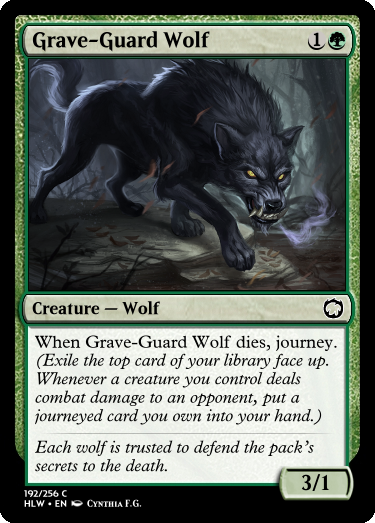 Grave-Guard Wolf 1
Creature — Wolf
When Grave-Guard Wolf dies, journey.
(Exile the top card of your library face up.
Whenever a creature you control deals
combat damage to an opponent, put a
journeyed card you own into your hand.)
Each wolf is trusted to defend the pack's
secrets to the death.
3/1
192/256 C
HLW • EN CYNTHIA F.G.